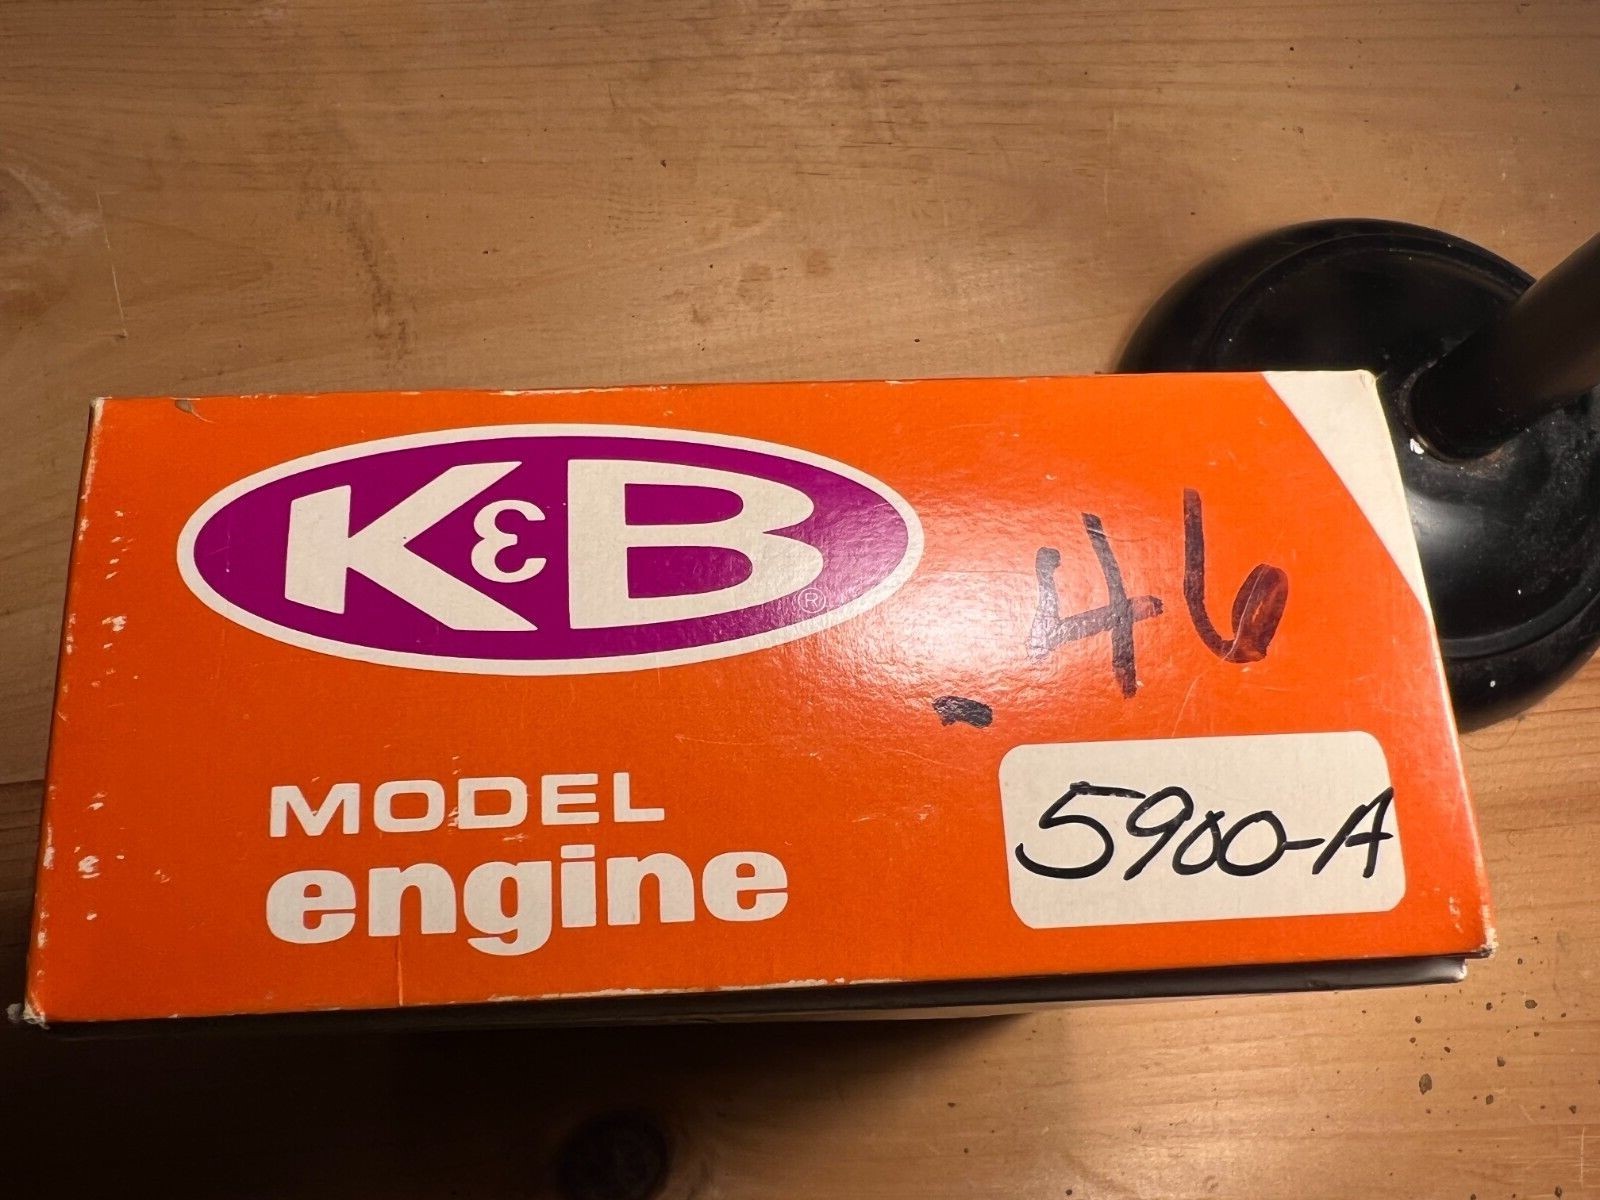 K&B®
.46
MODEL
engine
5900-A